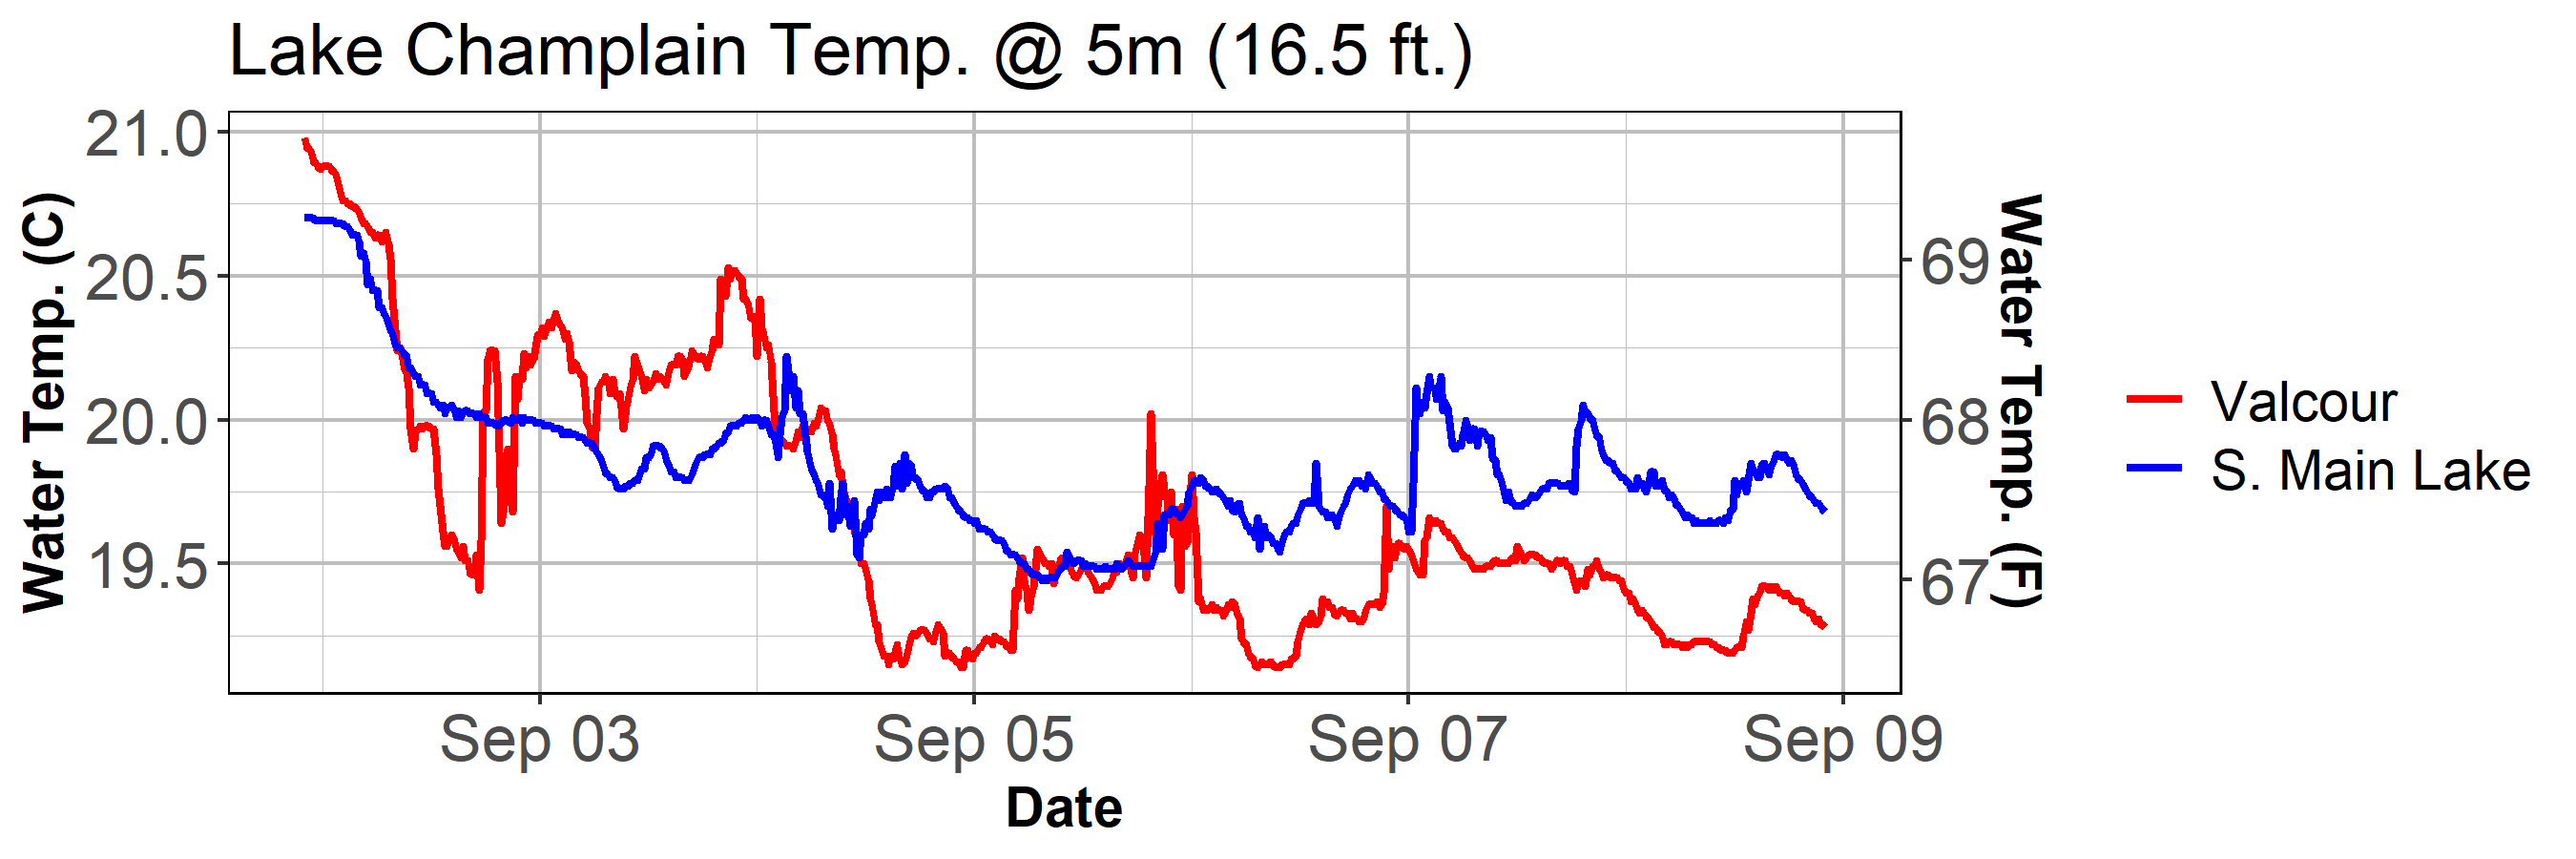 Lake Champlain Temp. @ 5m (16.5 ft.)
Water Temp. (C)
21.0
20.5
20.0
19.5
Water Temp. (F)
69
68
67
Sep 03 Sep 05 Sep 07 Sep 09
Date
Valcour
S. Main Lake